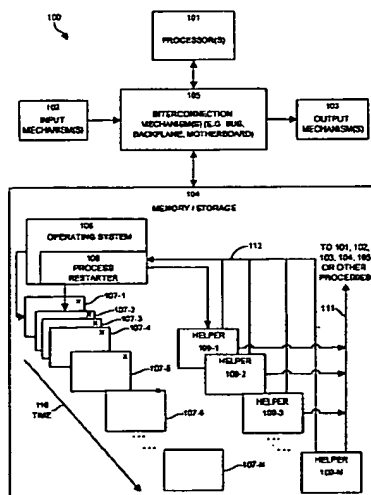 100
101
PROCESSOR(S)
102
INPUT
MECHANISM(S)
105
INTERCONNECTION
MECHANISM(S) (E.G. BUS,
BACKPLANE, MOTHERBOARD)
103
OUTPUT
MECHANISM(S)
104
MEMORY / STORAGE
106
OPERATING SYSTEM
108
PROCESS
RESTARTER
112
TO 101, 102,
103, 104, 105
OR OTHER
PROCESSES
111
107-1
107-2
107-3
107-4
107-5
107-6
107-N
HELPER
109-1
HELPER
109-2
HELPER
109-3
HELPER
109-N
TIME